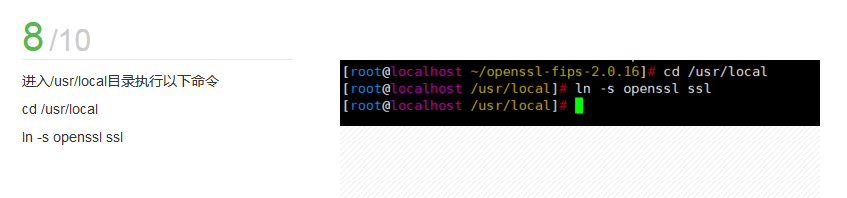 8/10
进入/usr/local目录执行以下命令
cd /usr/local
ln -s openssl ssl
[root@localhost ~/openssl-fips-2.0.16]# cd /usr/local
[root@localhost /usr/local]# ln -s openssl ssl
[root@localhost /usr/local]#